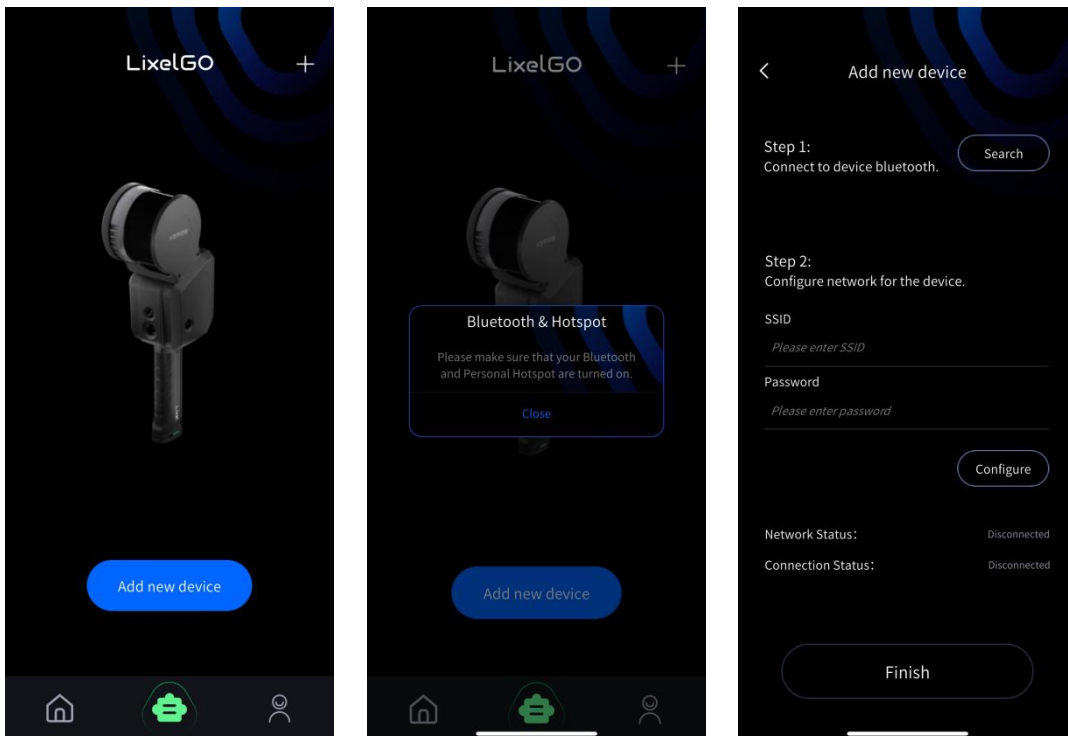 LixelGO
+
Add new device
LixelGO
+
Bluetooth & Hotspot
Please make sure that your Bluetooth
and Personal Hotspot are turned on.
Close
Add new device
Add new device
Step 1:
Connect to device bluetooth.
Search
Step 2:
Configure network for the device.
SSID
Please enter SSID
Password
Please enter password
Configure
Network Status:
Disconnected
Connection Status:
Disconnected
Finish